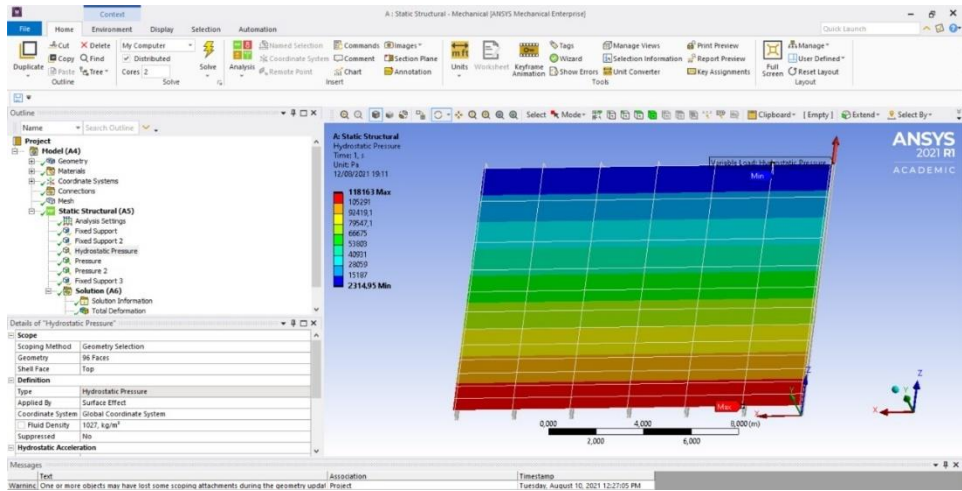 Context
A : Static Structural - Mechanical [ANSYS Mechanical Enterprise]
File Home Environment Display Selection Automation
Quick Launch
Duplicate
Cut
Copy
Paste
Delete
Find
Tree
Outline
My Computer
Distributed
Cores 2
Solve
Solve
Analysis
Named Selection
Coordinate System
Remote Point
Commands
Comment
Chart
Images
Section Plane
Annotation
Insert
Units
Worksheet
Keyframe Animation
Tags
Wizard
Show Errors
Manage Views
Selection Information
Unit Converter
Print Preview
Report Preview
Key Assignments
Tools
Full Screen
Manage
User Defined
Reset Layout
Layout
Outline
Name Search Outline
Project
Model (A4)
Geometry
Materials
Coordinate Systems
Connections
Mesh
Static Structural (A5)
Analysis Settings
Fixed Support
Fixed Support 2
Hydrostatic Pressure
Pressure
Pressure 2
Fixed Support 3
Solution (A6)
Solution Information
Total Deformation
Select Mode
Clipboard [ Empty ] Extend Select By
A: Static Structural
Hydrostatic Pressure
Time: 1, s
Unit: Pa
12/08/2021 19:11
118163 Max
105291
92419,1
79547,1
66675
53803
40931
28059
15187
2314,95 Min
Variable Load: Hydrostatic Pressure
Min
Max
ANSYS
2021 R1
ACADEMIC
0,000 4,000 8,000 (m)
2,000 6,000
X
Y
Z
X
Y
Z
Details of "Hydrostatic Pressure"
Scope
Scoping Method Geometry Selection
Geometry 96 Faces
Shell Face Top
Definition
Type Hydrostatic Pressure
Applied By Surface Effect
Coordinate System Global Coordinate System
Fluid Density 1027, kg/m³
Suppressed No
Hydrostatic Acceleration
Messages
Text Association Timestamp
Warning One or more objects may have lost some scoping attachments during the geometry updat Project Tuesday, August 10, 2021 12:27:05 PM